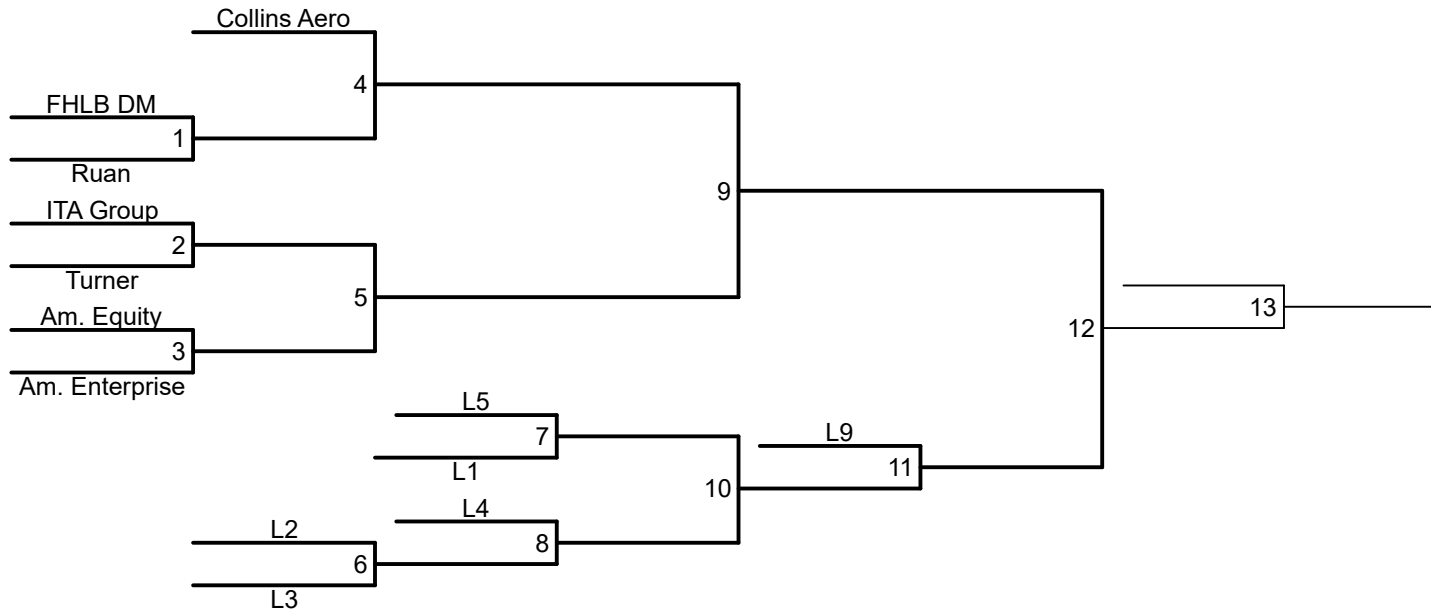 Collins Aero
4
FHLB DM
1
Ruan
9
ITA Group
2
Turner
5
13
Am. Equity
12
3
Am. Enterprise
L5
7
L1
L9
11
10
L4
L2
8
6
L3